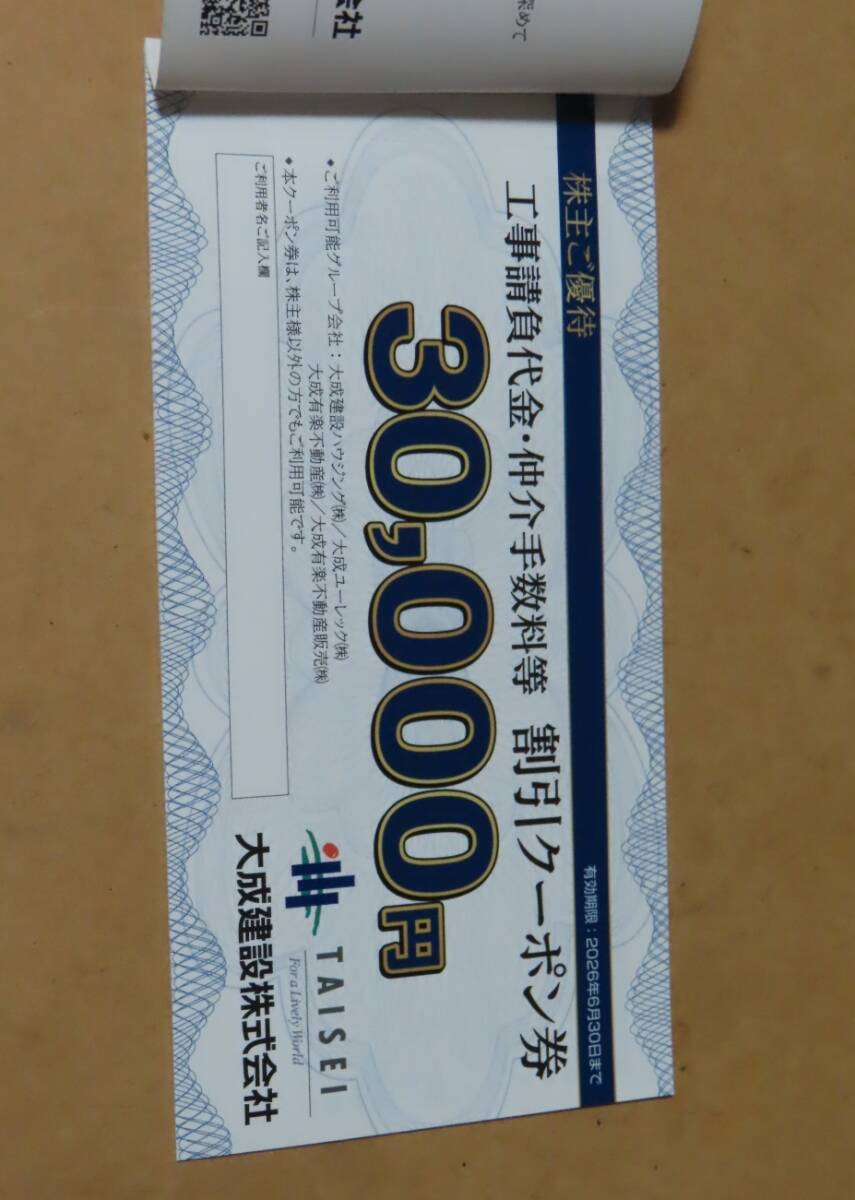 深めて
会社
株主ご優待
有効期限：2026年6月30日まで
工事請負代金・仲介手数料等 割引クーポン券
30,000円
◆ご利用可能グループ会社：大成建設ハウジング㈱／大成ユーレック㈱
大成有楽不動産㈱／大成有楽不動産販売㈱
◆本クーポン券は、株主様以外の方でもご利用可能です。
ご利用者名ご記入欄
TAISEI
For a Lively World
大成建設株式会社